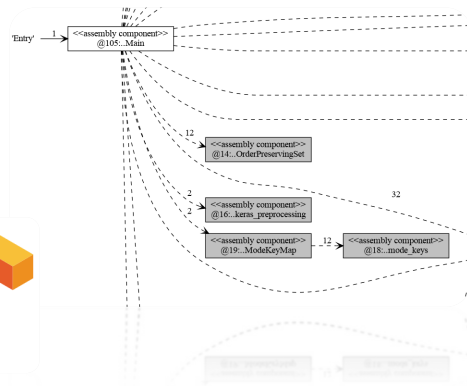 'Entry'
1
<<assembly component>>
@105:..Main
12
<<assembly component>>
@14:..OrderPreservingSet
32
2
<<assembly component>>
@16:..keras_preprocessing
2
<<assembly component>>
@19:..ModeKeyMap
12
<<assembly component>>
@18:..mode_keys